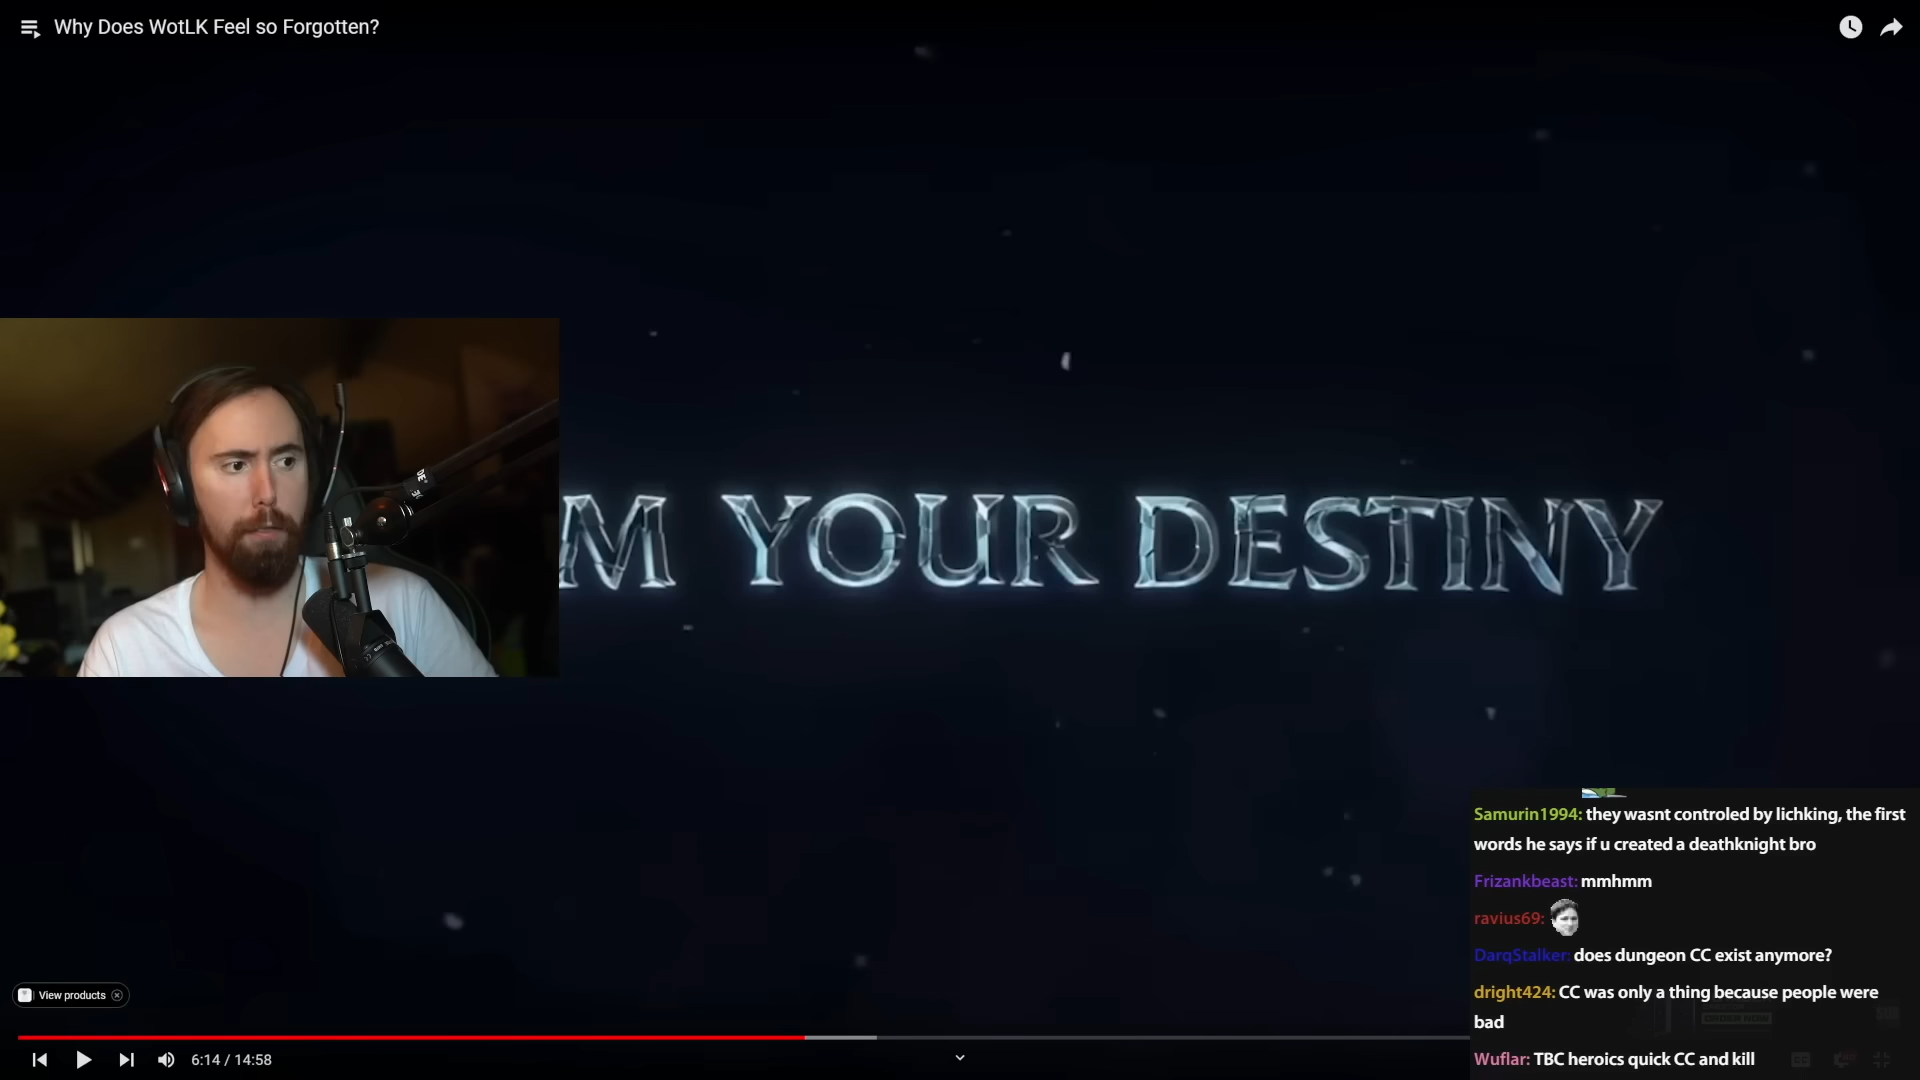 Why Does WotLK Feel so Forgotten?
M YOUR DESTINY
Samurin1994: they wasnt controled by lichking, the first
words he says if u created a deathknight bro
Frizankbeast: mmhmm
ravius69:
DarqStalker: does dungeon CC exist anymore?
dright424: CC was only a thing because people were
bad
Wuflar: TBC heroics quick CC and kill
View products
6:14 / 14:58